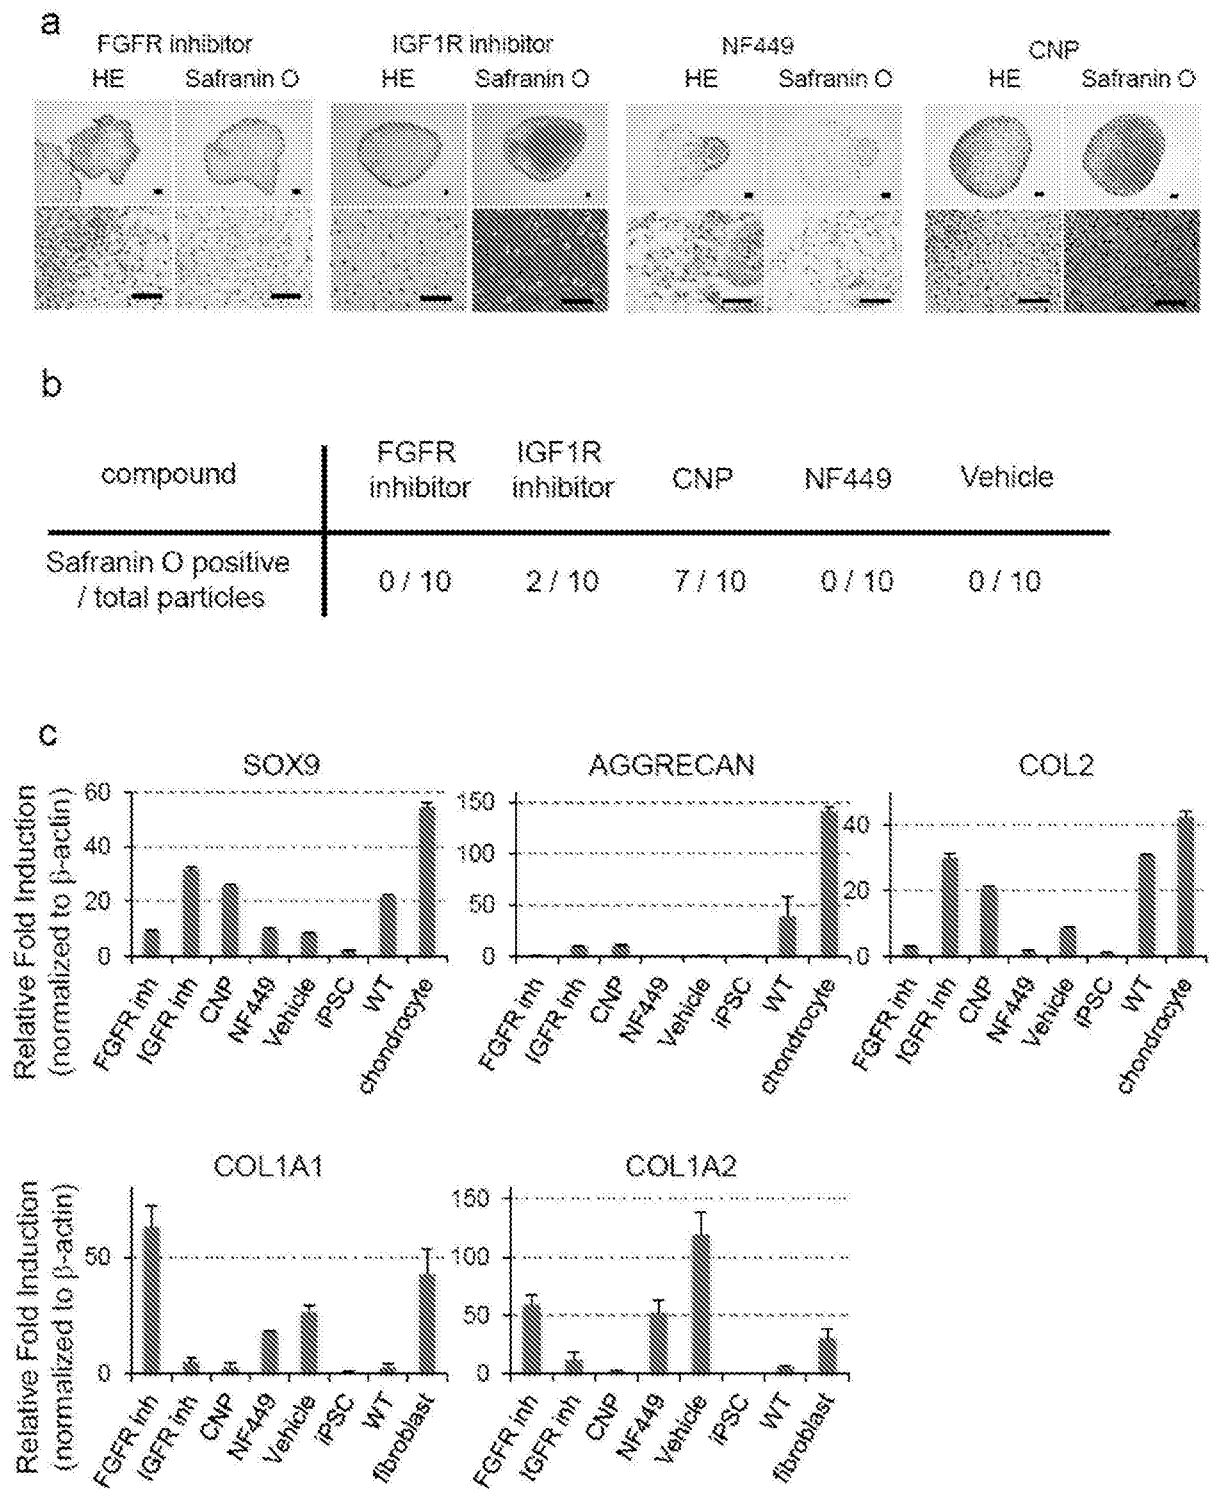 a
FGFR inhibitor
IGF1R inhibitor
NF449
CNP
HE Safranin O
HE Safranin O
HE Safranin O
HE Safranin O
b
compound
FGFR
inhibitor
IGF1R
inhibitor
CNP
NF449
Vehicle
Safranin O positive
/ total particles
0 / 10
2 / 10
7 / 10
0 / 10
0 / 10
c
SOX9
Relative Fold Induction
(normalized to β-actin)
60
40
20
0
FGFR inh
IGFR inh
CNP
NF449
Vehicle
iPSC
WT
chondrocyte
AGGRECAN
150
100
50
0
FGFR inh
IGFR inh
CNP
NF449
Vehicle
iPSC
WT
chondrocyte
COL2
40
20
0
FGFR inh
IGFR inh
CNP
NF449
Vehicle
iPSC
WT
chondrocyte
COL1A1
Relative Fold Induction
(normalized to β-actin)
50
0
FGFR inh
IGFR inh
CNP
NF449
Vehicle
iPSC
WT
fibroblast
COL1A2
150
100
50
0
FGFR inh
IGFR inh
CNP
NF449
Vehicle
iPSC
WT
fibroblast